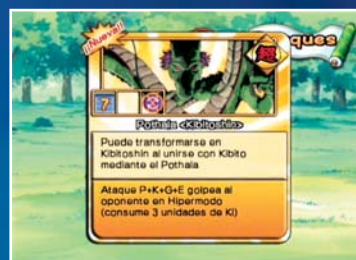 ¡Nueva!
ques
超
?
Pothala <Kibitoshin>
Puede transformarse en
Kibitoshin al unirse con Kibito
mediante el Pothala
Ataque P+K+G+E golpea al
oponente en Hipermodo
(consume 3 unidades de Ki)